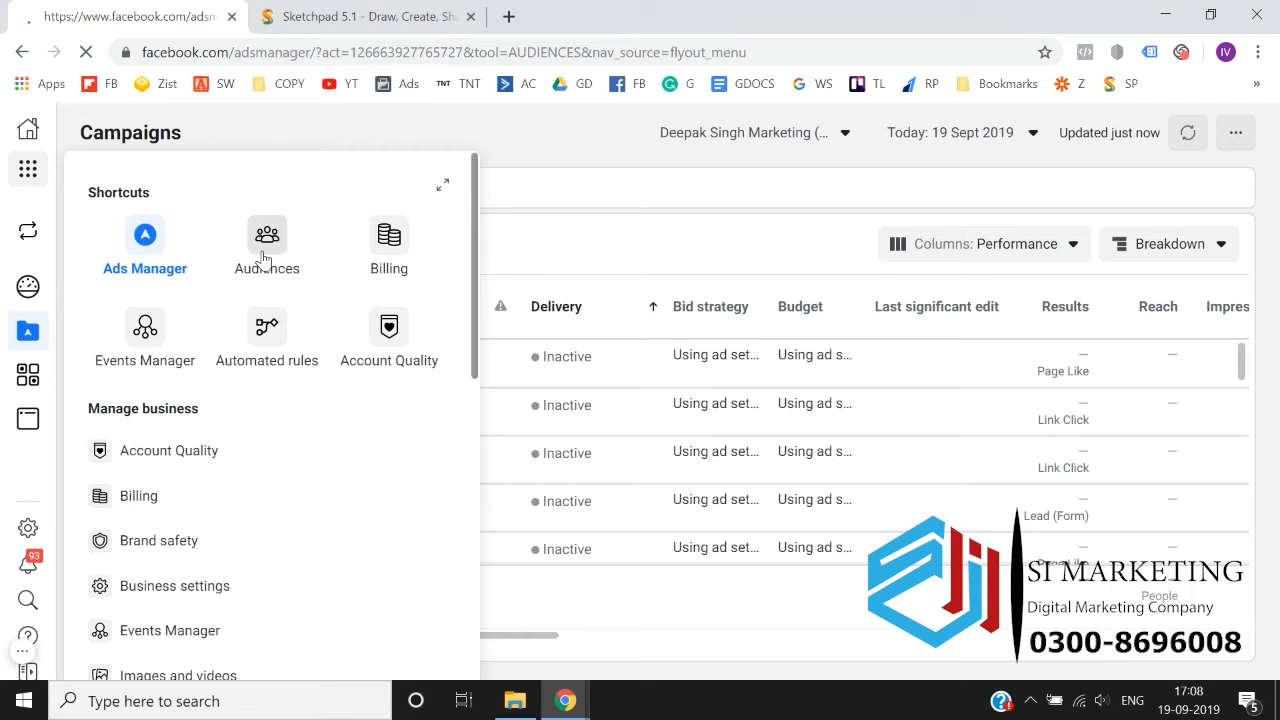 https://www.facebook.com/adsm
Sketchpad 5.1 - Draw, Create, Sh
facebook.com/adsmanager/?act=126663927765727&tool=AUDIENCES&nav_source=flyout_menu
IV
Apps FB Zist SW COPY YT Ads TNT TNT AC GD FB G GDOCS WS TL RP Bookmarks Z SP »
Campaigns
Deepak Singh Marketing (...
Today: 19 Sept 2019
Updated just now
Shortcuts
Ads Manager
Audiences
Billing
Events Manager
Automated rules
Account Quality
Manage business
Account Quality
Billing
Brand safety
Business settings
Events Manager
Images and videos
Columns: Performance
Breakdown
Delivery Bid strategy Budget Last significant edit Results Reach Impres
Inactive Using ad set... Using ad s... — —
Page Like
Inactive Using ad set... Using ad s... — —
Link Click
Inactive Using ad set... Using ad s... — —
Link Click
Inactive Using ad set... Using ad s... — —
Lead (Form)
Inactive Using ad set... Using ad s... — —
People
SI MARKETING
Digital Marketing Company
0300-8696008
93
Type here to search
ENG
17:08
19-09-2019
5